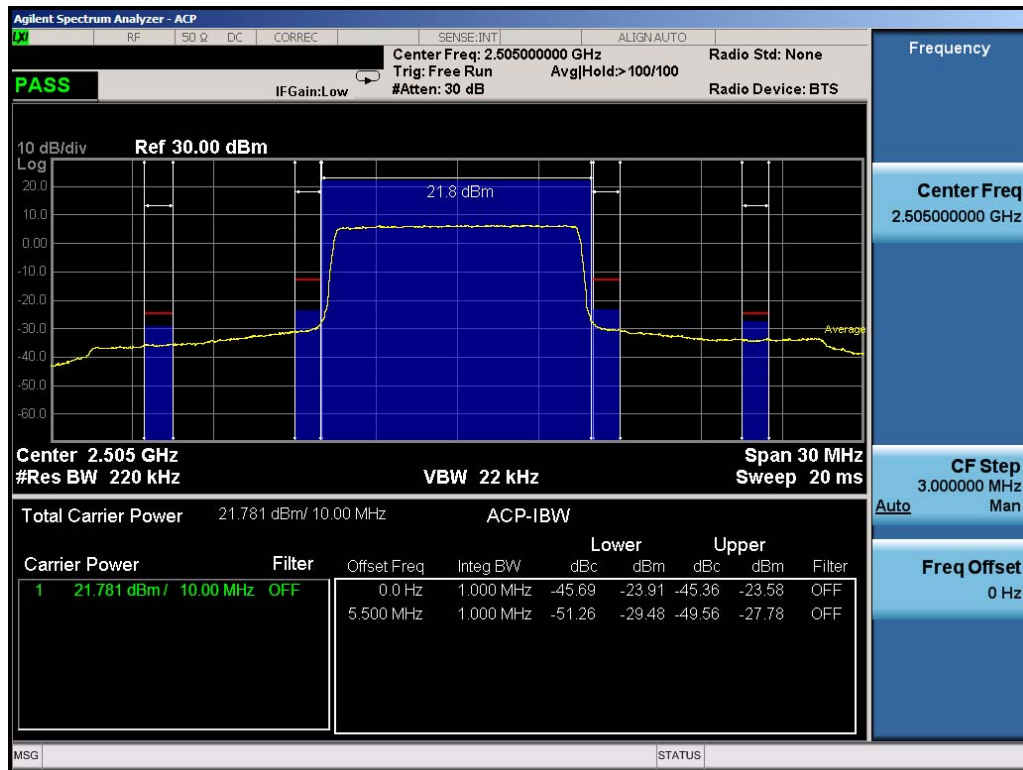 Agilent Spectrum Analyzer - ACP
LXI RF 50 Ω DC CORREC SENSE:INT ALIGN AUTO
Center Freq: 2.505000000 GHz Radio Std: None
Trig: Free Run Avg|Hold:> 100/100
PASS IFGain:Low #Atten: 30 dB Radio Device: BTS
10 dB/div Ref 30.00 dBm
Log
20.0
21.8 dBm
10.0
0.00
-10.0
-20.0
-30.0
Average
-40.0
-50.0
-60.0
Center 2.505 GHz Span 30 MHz
#Res BW 220 kHz VBW 22 kHz Sweep 20 ms
Total Carrier Power 21.781 dBm/ 10.00 MHz ACP-IBW
Lower Upper
Carrier Power Filter Offset Freq Integ BW dBc dBm dBc dBm Filter
1 21.781 dBm / 10.00 MHz OFF 0.0 Hz 1.000 MHz -45.69 -23.91 -45.36 -23.58 OFF
5.500 MHz 1.000 MHz -51.26 -29.48 -49.56 -27.78 OFF
MSG STATUS
Frequency
Center Freq
2.505000000 GHz
CF Step
3.000000 MHz
Auto Man
Freq Offset
0 Hz